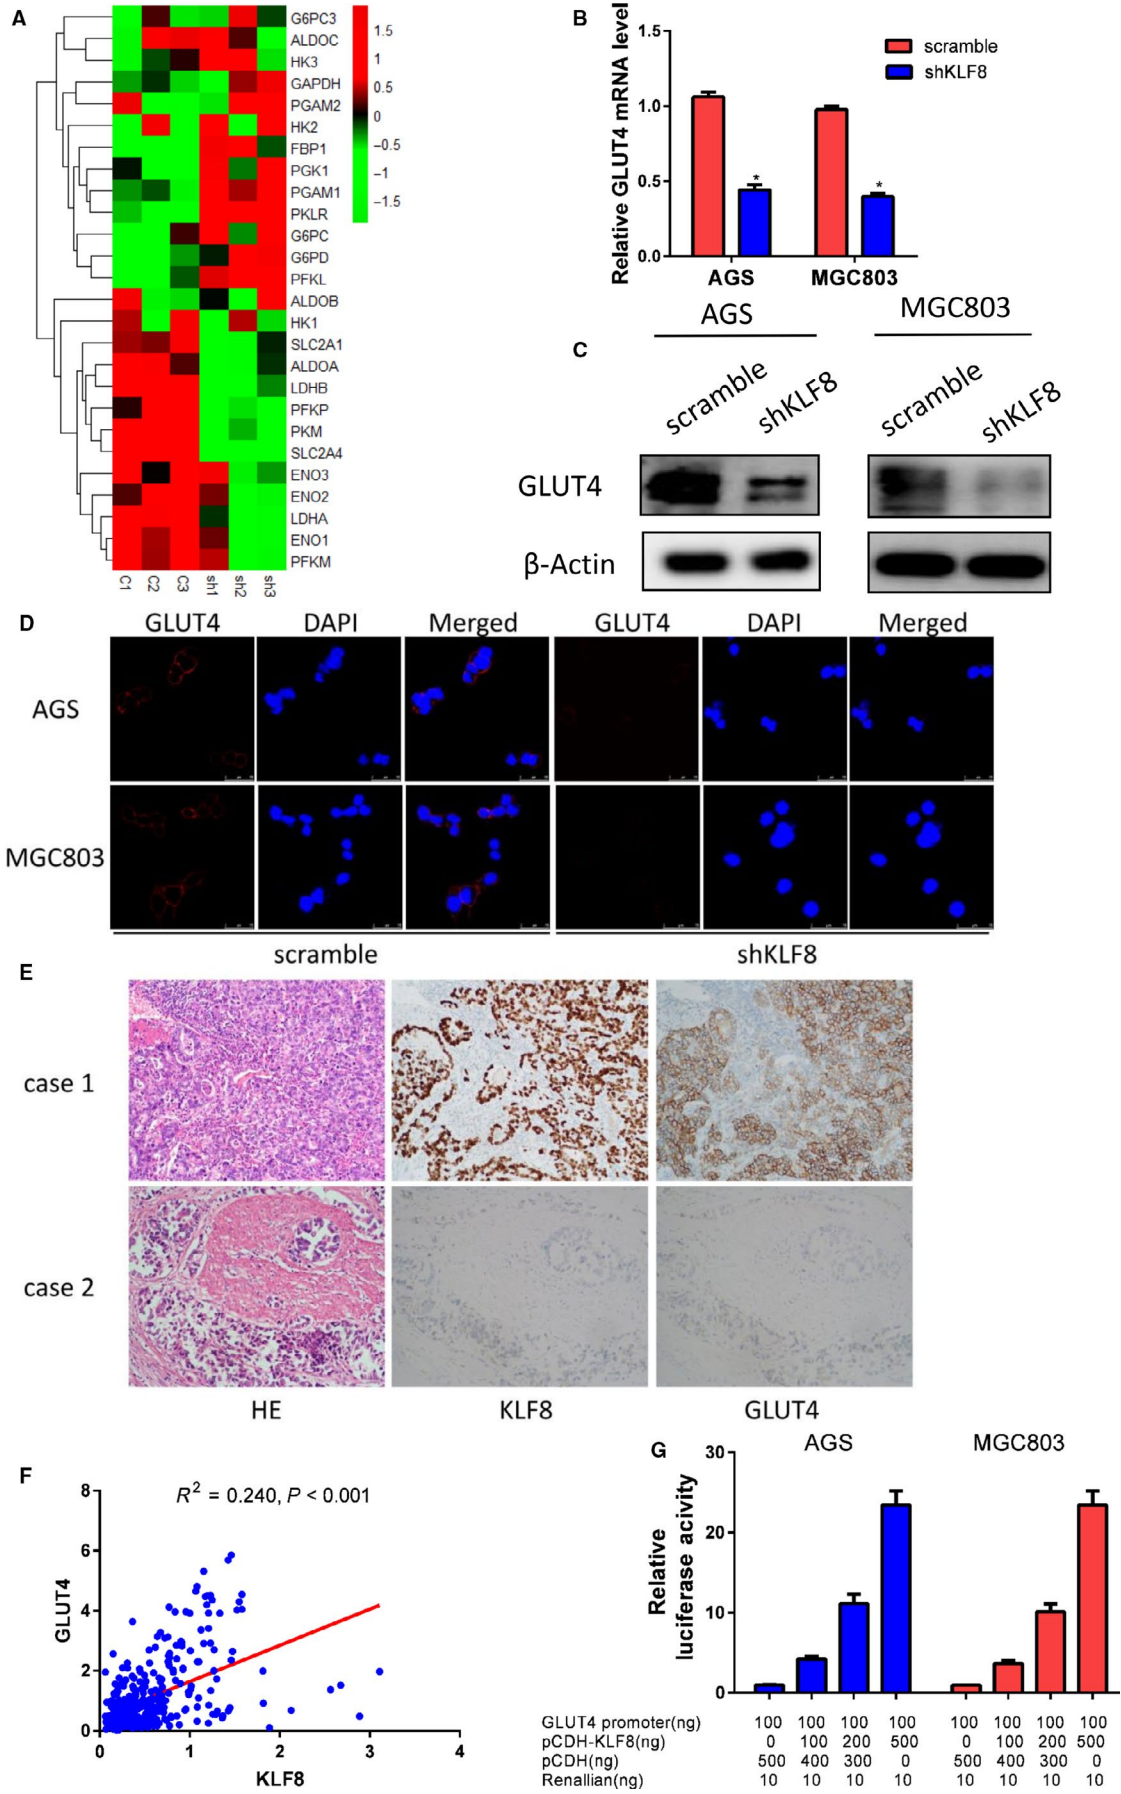 A
G6PC3
ALDOC
HK3
GAPDH
PGAM2
HK2
FBP1
PGK1
PGAM1
PKLR
G6PC
G6PD
PFKL
ALDOB
HK1
SLC2A1
ALDOA
LDHB
PFKP
PKM
SLC2A4
ENO3
ENO2
LDHA
ENO1
PFKM
C1 C2 C3 sh1 sh2 sh3
1.5
1
0.5
0
−0.5
−1
−1.5
B
Relative GLUT4 mRNA level
1.5
1.0
0.5
0.0
scramble
shKLF8
* *
AGS MGC803
C
AGS MGC803
scramble shKLF8 scramble shKLF8
GLUT4
β-Actin
D
GLUT4 DAPI Merged GLUT4 DAPI Merged
AGS
MGC803
scramble shKLF8
E
case 1
case 2
HE KLF8 GLUT4
F
R² = 0.240, P < 0.001
GLUT4
8
6
4
2
0
0 1 2 3 4
KLF8
G
AGS MGC803
Relative
luciferase acivity
30
20
10
0
GLUT4 promoter(ng) 100 100 100 100 100 100 100 100
pCDH-KLF8(ng) 0 100 200 500 0 100 200 500
pCDH(ng) 500 400 300 0 500 400 300 0
Renallian(ng) 10 10 10 10 10 10 10 10